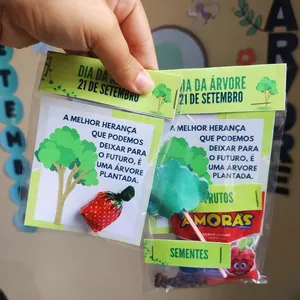 DIA DA ÁRVORE
21 DE SETEMBRO
A MELHOR HERANÇA
QUE PODEMOS
DEIXAR PARA
O FUTURO, É
UMA ÁRVORE
PLANTADA.
DIA DA ÁRVORE
21 DE SETEMBRO
A MELHOR HERANÇA
QUE PODEMOS
DEIXAR PARA
O FUTURO, É
UMA ÁRVORE
PLANTADA.
FRUTOS
AMORAS
SEMENTES